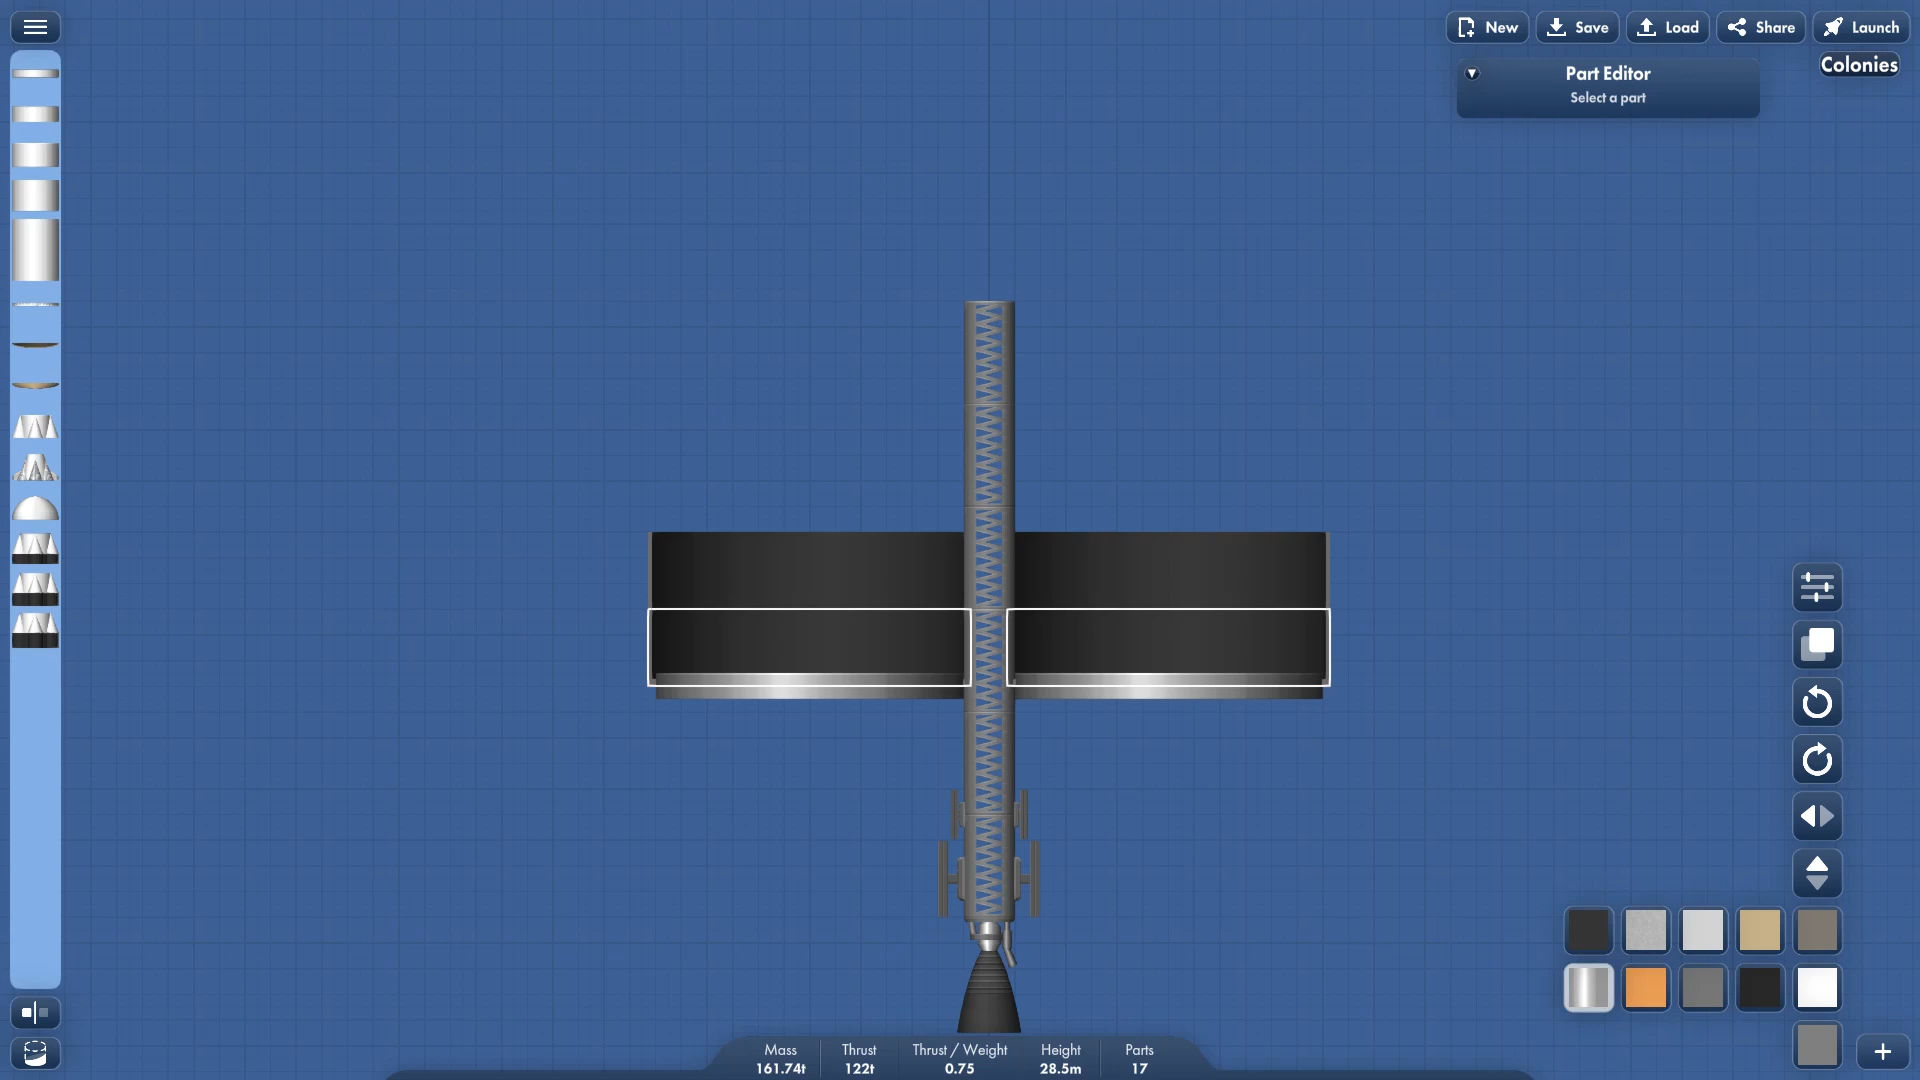 New
Save
Load
Share
Launch
Colonies
Part Editor
Select a part
Mass
Thrust
Thrust / Weight
Height
Parts
161.74t
122t
0.75
28.5m
17